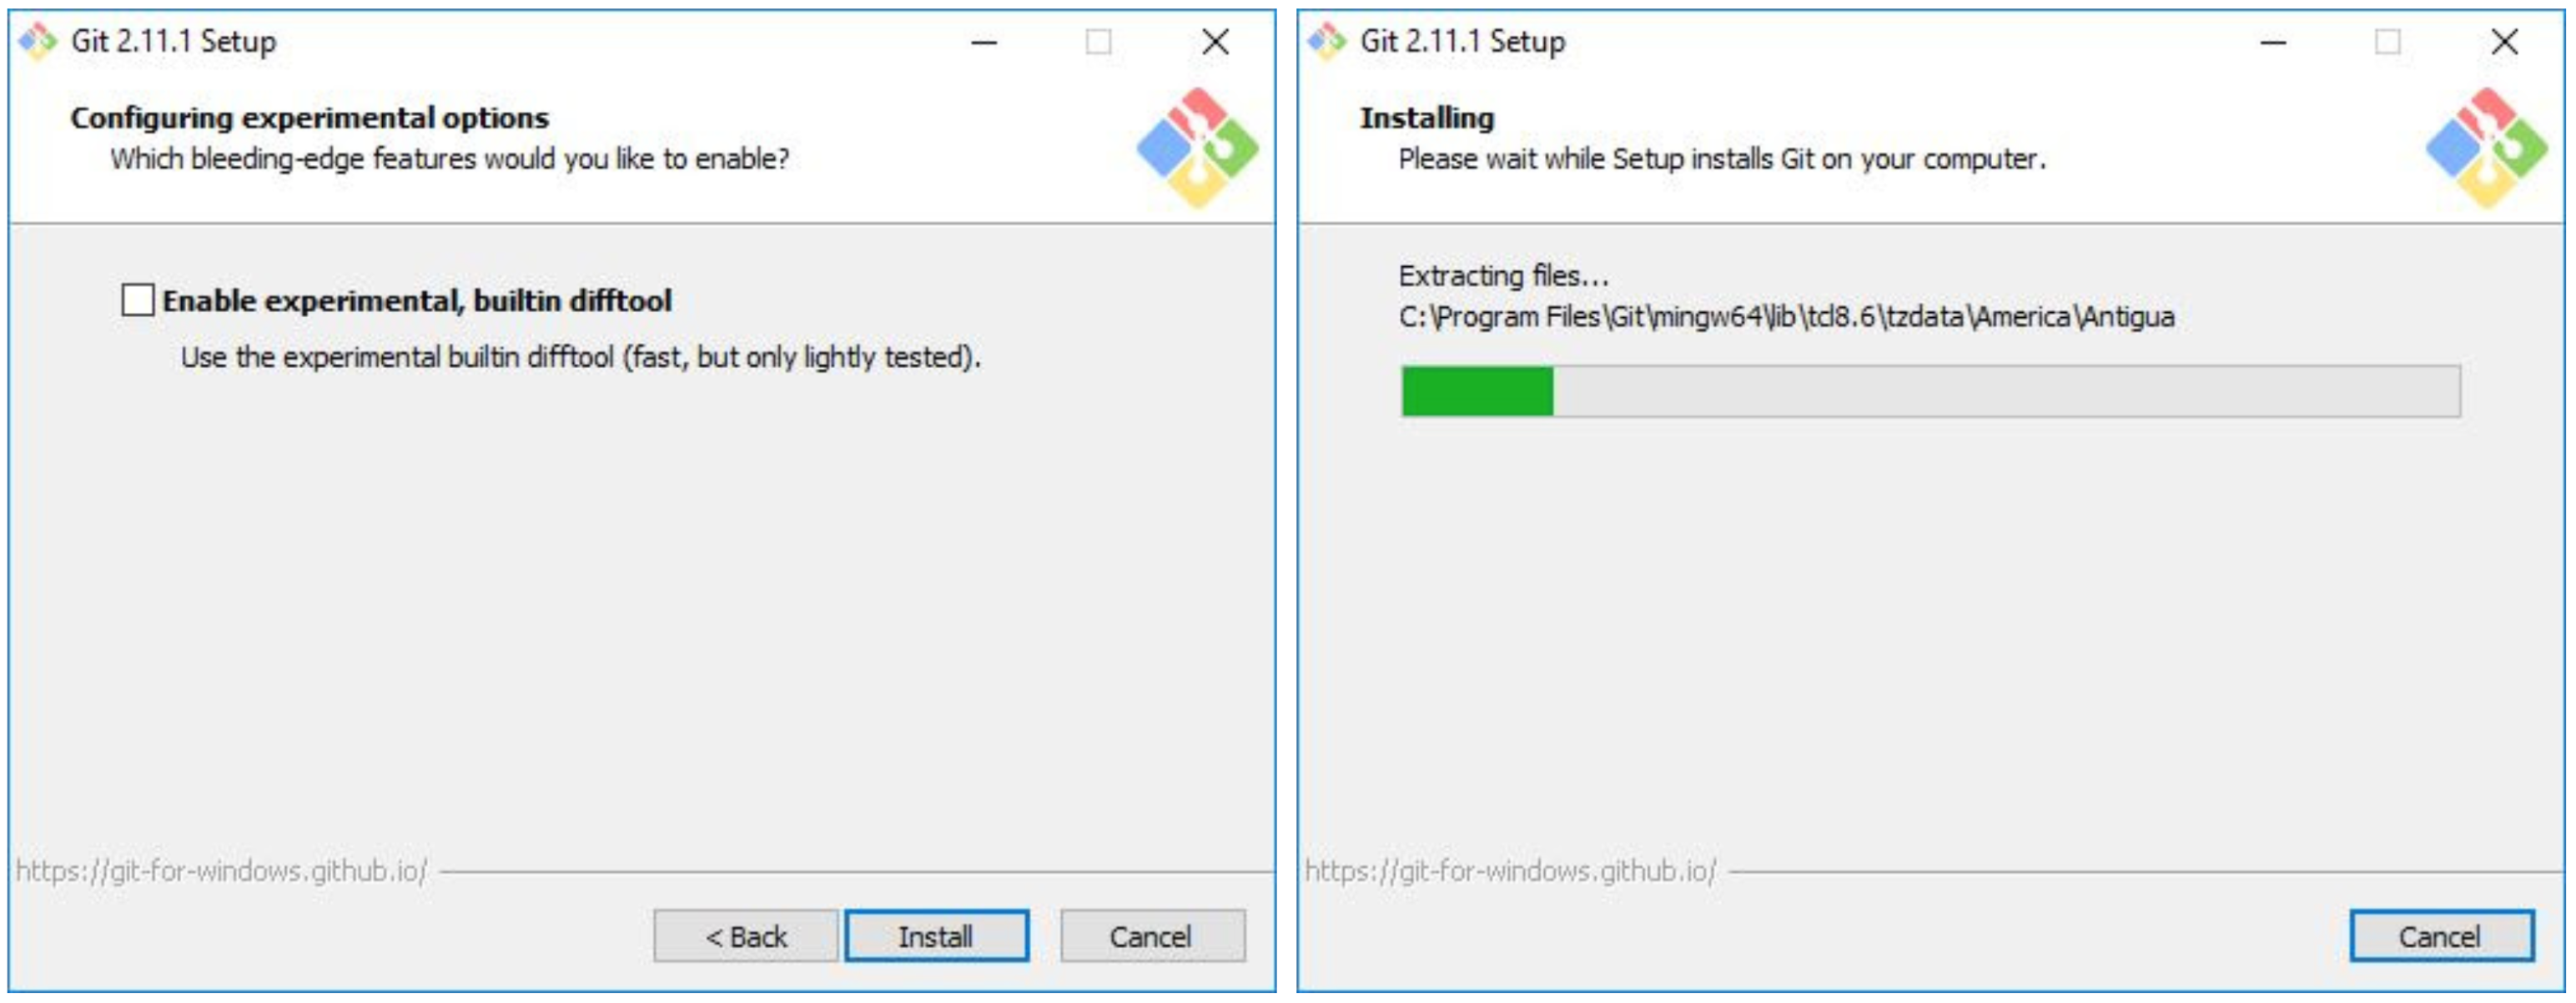 Git 2.11.1 Setup
Configuring experimental options
Which bleeding-edge features would you like to enable?
Enable experimental, builtin difftool
Use the experimental builtin difftool (fast, but only lightly tested).
https://git-for-windows.github.io/
< Back
Install
Cancel
Git 2.11.1 Setup
Installing
Please wait while Setup installs Git on your computer.
Extracting files...
C:\Program Files\Git\mingw64\lib\tcl8.6\tzdata\America\Antigua
https://git-for-windows.github.io/
Cancel